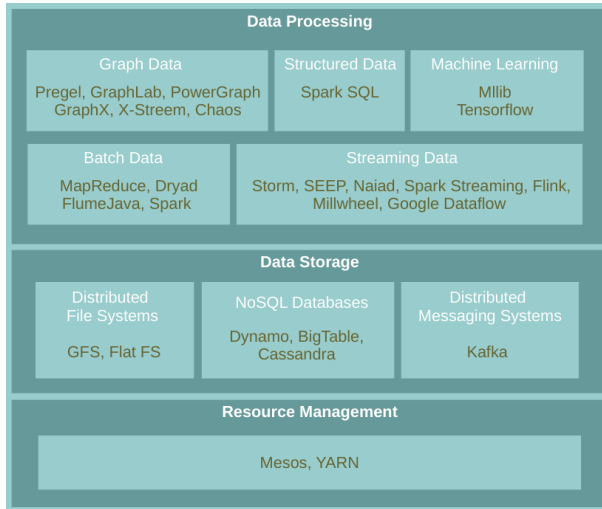 Data Processing
Graph Data
Pregel, GraphLab, PowerGraph
GraphX, X-Streem, Chaos
Structured Data
Spark SQL
Machine Learning
Mllib
Tensorflow
Batch Data
MapReduce, Dryad
FlumeJava, Spark
Streaming Data
Storm, SEEP, Naiad, Spark Streaming, Flink,
Millwheel, Google Dataflow
Data Storage
Distributed
File Systems
GFS, Flat FS
NoSQL Databases
Dynamo, BigTable,
Cassandra
Distributed
Messaging Systems
Kafka
Resource Management
Mesos, YARN